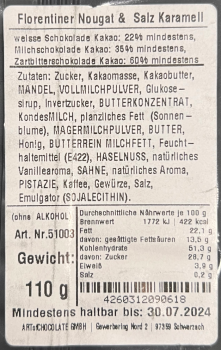 Florentiner Nougat & Salz Karamell
weisse Schokolade Kakao: 22% mindestens,
Milchschokolade Kakao: 35% mindestens,
Zartbitterschokolade Kakao: 60% mindestens
Zutaten: Zucker, Kakaomasse, Kakaobutter,
MANDEL, VOLLMILCHPULVER, Glukose-
sirup, Invertzucker, BUTTERKONZENTRAT,
KondesMILCH, pflanzliches Fett (Sonnen-
blume), MAGERMILCHPULVER, BUTTER,
Honig, BUTTERREIN MILCHFETT, Feucht-
haltemittel (E422), HASELNUSS, natürliches
Vanillearoma, SAHNE, natürliches Aroma,
PISTAZIE, Kaffee, Gewürze, Salz,
Emulgator (SOJALECITHIN).
(ohne ALKOHOL
Art. Nr.51003
Gewicht:
110 g
Durchschnittliche Nährwerte je 100 g
Brennwert 1772 kJ 422 kcal
Fett 22,1 g
davon: gesättigte Fettsäuren 13,5 g
Kohlenhydrate 51,3 g
davon: Zucker 28,7 g
Eiweiß 3,9 g
Salz 0,2 g
4260312090618
Mindestens haltbar bis: 30.07.2024
ARTofCHOCOLATE GMBH Gewerbering Nord 2 97359 Schwarzach